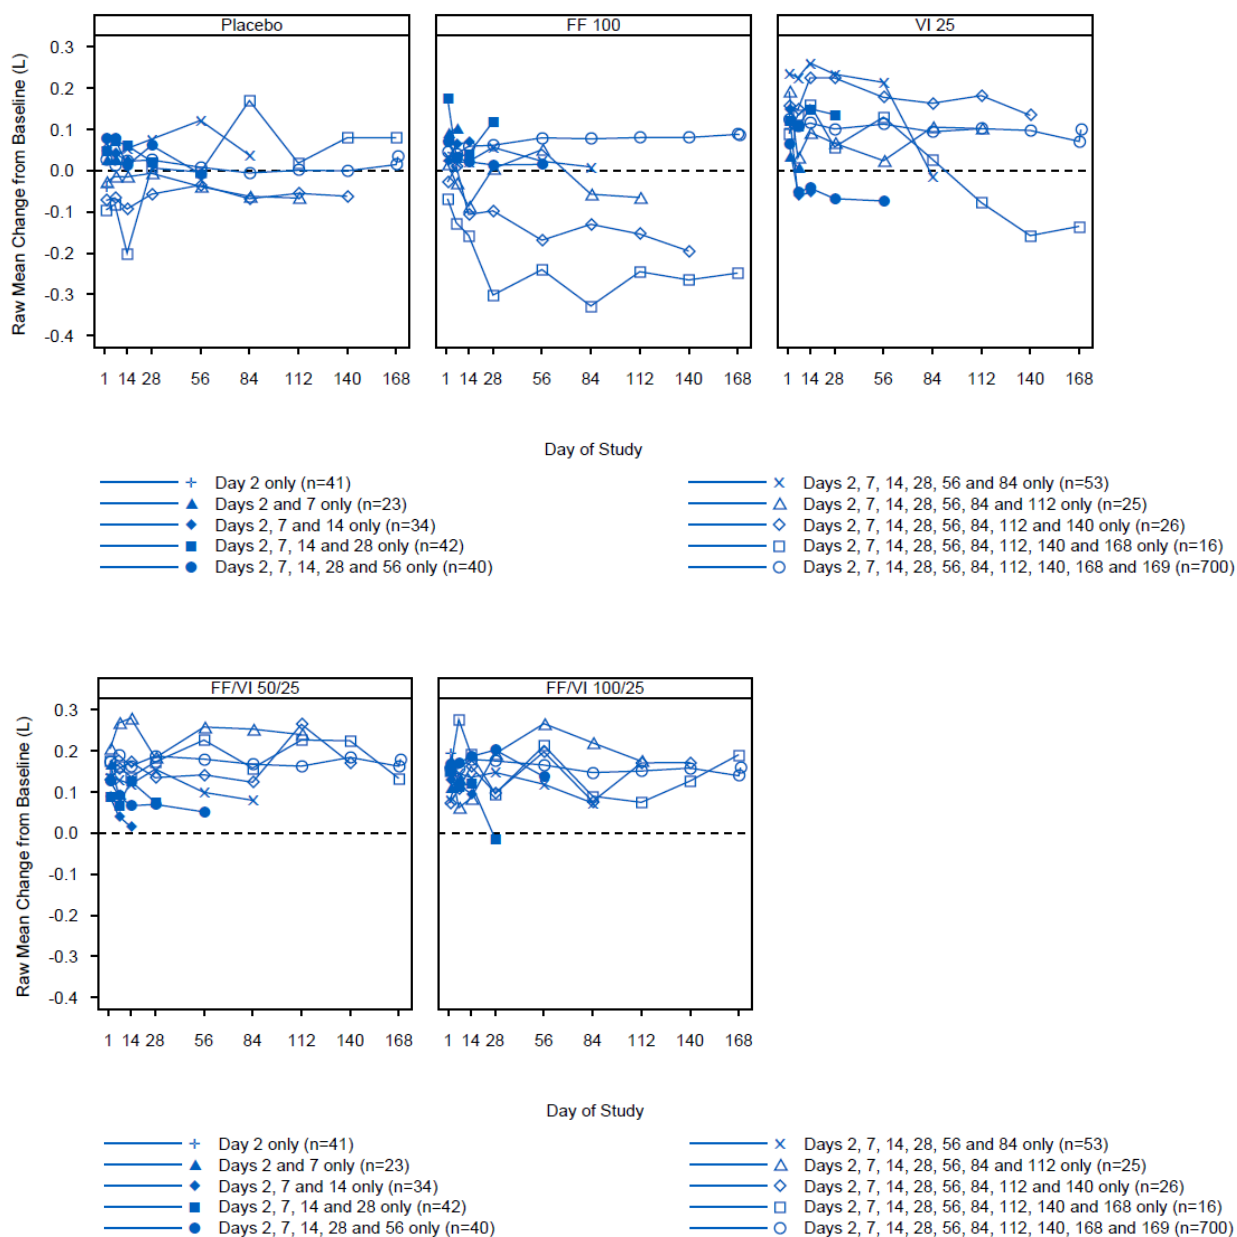 Placebo
FF 100
VI 25
Raw Mean Change from Baseline (L)
0.3
0.2
0.1
0.0
-0.1
-0.2
-0.3
-0.4
1 14 28 56 84 112 140 168
1 14 28 56 84 112 140 168
1 14 28 56 84 112 140 168
Day of Study
Day 2 only (n=41)
Days 2 and 7 only (n=23)
Days 2, 7 and 14 only (n=34)
Days 2, 7, 14 and 28 only (n=42)
Days 2, 7, 14, 28 and 56 only (n=40)
Days 2, 7, 14, 28, 56 and 84 only (n=53)
Days 2, 7, 14, 28, 56, 84 and 112 only (n=25)
Days 2, 7, 14, 28, 56, 84, 112 and 140 only (n=26)
Days 2, 7, 14, 28, 56, 84, 112, 140 and 168 only (n=16)
Days 2, 7, 14, 28, 56, 84, 112, 140, 168 and 169 (n=700)
FF/VI 50/25
FF/VI 100/25
Raw Mean Change from Baseline (L)
0.3
0.2
0.1
0.0
-0.1
-0.2
-0.3
-0.4
1 14 28 56 84 112 140 168
1 14 28 56 84 112 140 168
Day of Study
Day 2 only (n=41)
Days 2 and 7 only (n=23)
Days 2, 7 and 14 only (n=34)
Days 2, 7, 14 and 28 only (n=42)
Days 2, 7, 14, 28 and 56 only (n=40)
Days 2, 7, 14, 28, 56 and 84 only (n=53)
Days 2, 7, 14, 28, 56, 84 and 112 only (n=25)
Days 2, 7, 14, 28, 56, 84, 112 and 140 only (n=26)
Days 2, 7, 14, 28, 56, 84, 112, 140 and 168 only (n=16)
Days 2, 7, 14, 28, 56, 84, 112, 140, 168 and 169 (n=700)